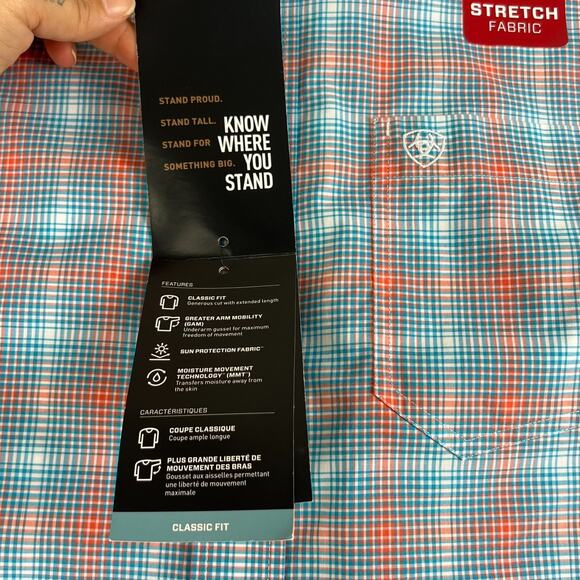 STRETCH
FABRIC
STAND PROUD.
STAND TALL.
STAND FOR
SOMETHING BIG.
KNOW
WHERE
YOU
STAND
FEATURES
CLASSIC FIT
Generous cut with extended length
GREATER ARM MOBILITY
(GAM)
Underarm gusset for maximum
freedom of movement
SUN PROTECTION FABRIC™
MOISTURE MOVEMENT
TECHNOLOGY™ (MMT™)
Transfers moisture away from
the skin
CARACTÉRISTIQUES
COUPE CLASSIQUE
Coupe ample longue
PLUS GRANDE LIBERTÉ DE
MOUVEMENT DES BRAS
Gousset aux aisselles permettant
une liberté de mouvement
maximale
CLASSIC FIT